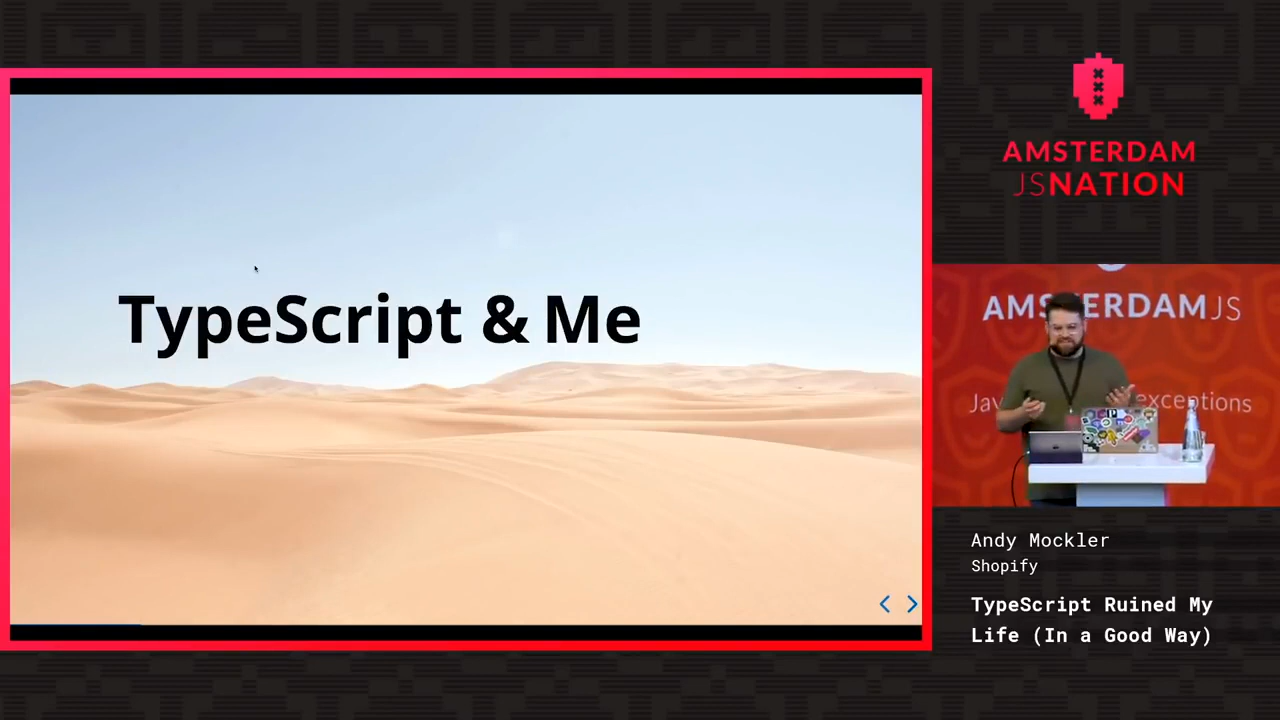 TypeScript & Me
AMSTERDAM
JSNATION
AMSTERDAMJS
Jav exceptions
Andy Mockler
Shopify
TypeScript Ruined My
Life (In a Good Way)